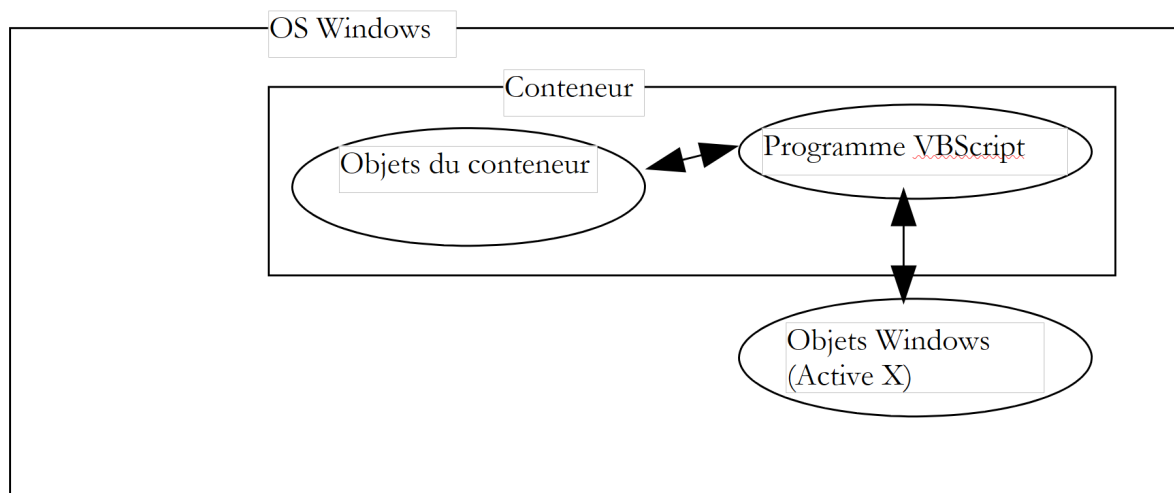 OS Windows
Conteneur
Objets du conteneur
Programme VBScript
Objets Windows
(Active X)